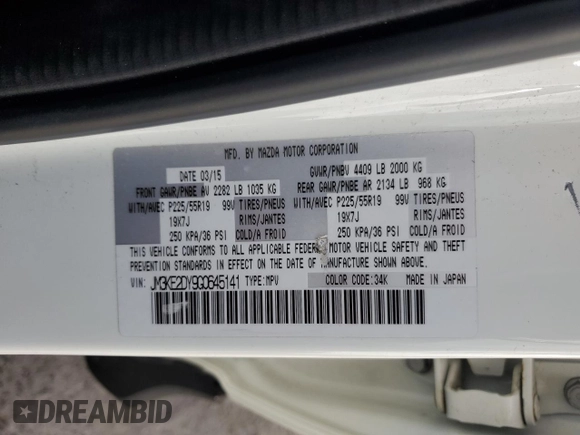 MFD. BY MAZDA MOTOR CORPORATION
DATE 03/15 GVWR/PNBV 4409 LB 2000 KG
FRONT GAWR/PNBE AV 2282 LB 1035 KG REAR GAWR/PNBE AR 2134 LB 968 KG
WITH/AVEC P225/55R19 99V TIRES/PNEUS WITH/AVEC P225/55R19 99V TIRES/PNEUS
19X7J RIMS/JANTES 19X7J RIMS/JANTES
250 KPA/36 PSI COLD/A FROID 250 KPA/36 PSI COLD/A FROID
THIS VEHICLE CONFORMS TO ALL APPLICABLE FEDERAL MOTOR VEHICLE SAFETY AND THEFT
PREVENTION STANDARDS IN EFFECT ON THE DATE OF MANUFACTURE SHOWN ABOVE.
VIN: JM3KE2DY9G0645141 TYPE:MPV COLOR CODE:34K MADE IN JAPAN
DREAMBID